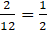 2/12 = 1/2